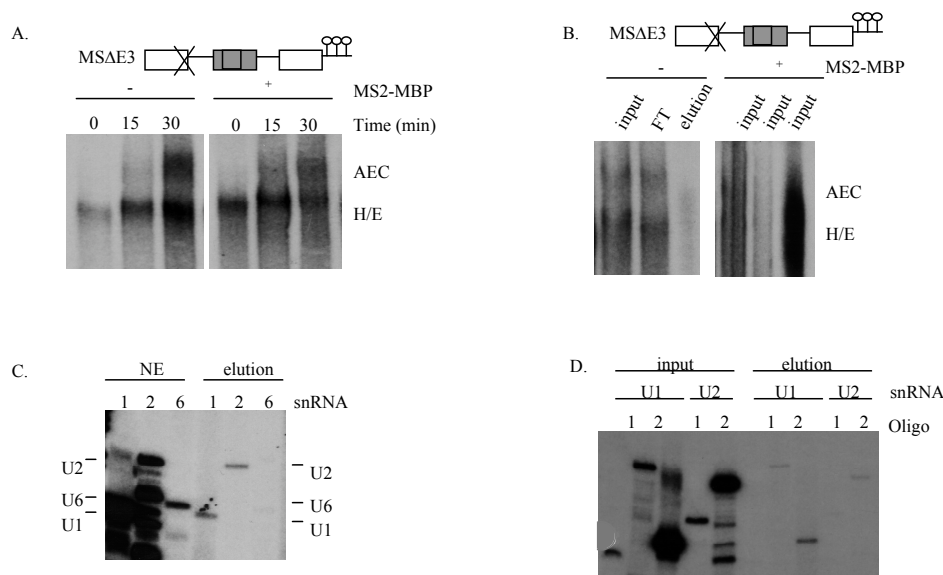 A.
MSΔE3
- +
MS2-MBP
0 15 30 0 15 30
Time (min)
AEC
H/E
B.
MSΔE3
- +
MS2-MBP
input FT elution input input input
AEC
H/E
C.
NE elution
1 2 6 1 2 6
snRNA
U2 U2
U6 U6
U1 U1
D.
input elution
U1 U2 U1 U2
snRNA
1 2 1 2 1 2 1 2
Oligo